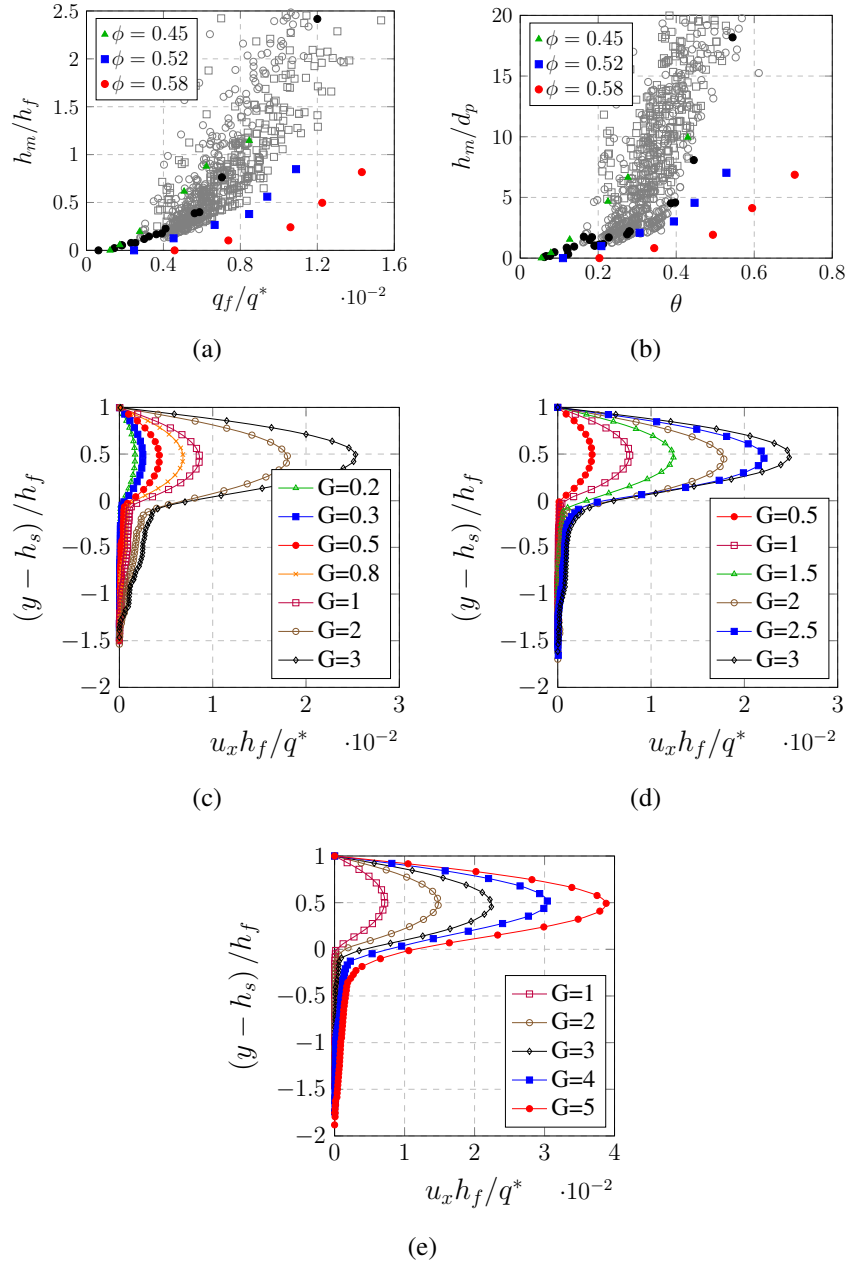 2.5
2
1.5
1
0.5
0
0 0.4 0.8 1.2 1.6
h_m/h_f
q_f/q^*
·10^{-2}
ϕ = 0.45
ϕ = 0.52
ϕ = 0.58
(a)
20
15
10
5
0
0 0.2 0.4 0.6 0.8
h_m/d_p
θ
ϕ = 0.45
ϕ = 0.52
ϕ = 0.58
(b)
1
0.5
0
−0.5
−1
−1.5
−2
0 1 2 3
(y − h_s)/h_f
u_x h_f/q^*
·10^{-2}
G=0.2
G=0.3
G=0.5
G=0.8
G=1
G=2
G=3
(c)
1
0.5
0
−0.5
−1
−1.5
−2
0 1 2 3
(y − h_s)/h_f
u_x h_f/q^*
·10^{-2}
G=0.5
G=1
G=1.5
G=2
G=2.5
G=3
(d)
1
0.5
0
−0.5
−1
−1.5
−2
0 1 2 3 4
(y − h_s)/h_f
u_x h_f/q^*
·10^{-2}
G=1
G=2
G=3
G=4
G=5
(e)